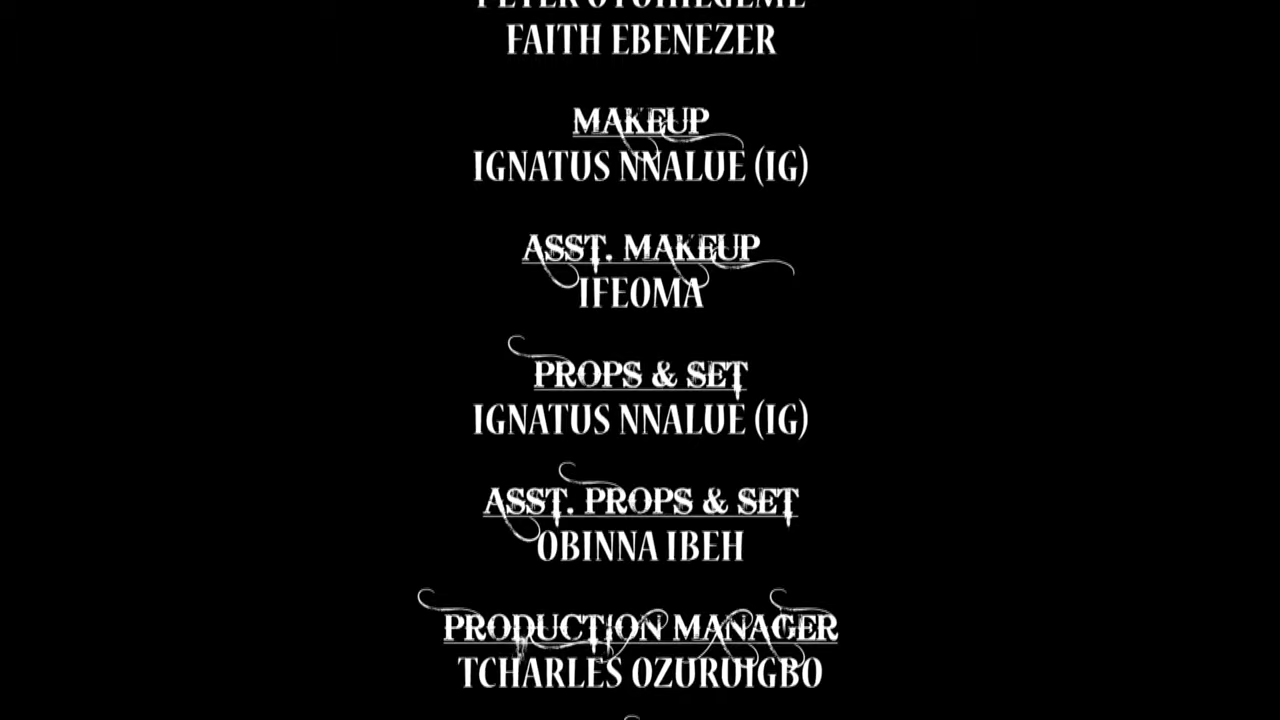 FAITH EBENEZER
MAKEUP
IGNATUS NNALUE (IG)
ASST. MAKEUP
IFEOMA
PROPS & SET
IGNATUS NNALUE (IG)
ASST. PROPS & SET
OBINNA IBEH
PRODUCTION MANAGER
TCHARLES OZURUIGBO